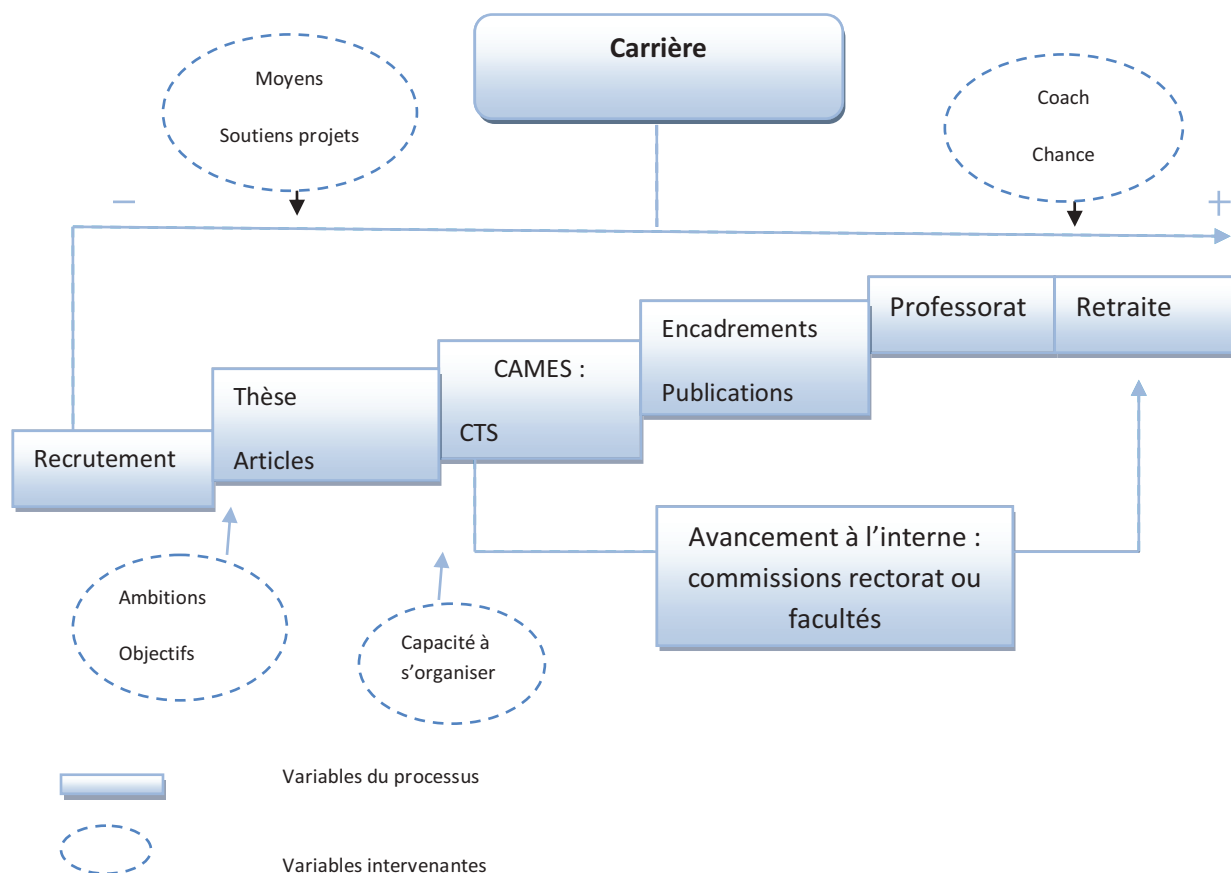 Carrière
Moyens
Soutiens projets
Coach
Chance
–
+
Professorat
Retraite
Encadrements
Publications
CAMES :
CTS
Thèse
Articles
Recrutement
Avancement à l’interne :
commissions rectorat ou
facultés
Ambitions
Objectifs
Capacité à
s’organiser
Variables du processus
Variables intervenantes